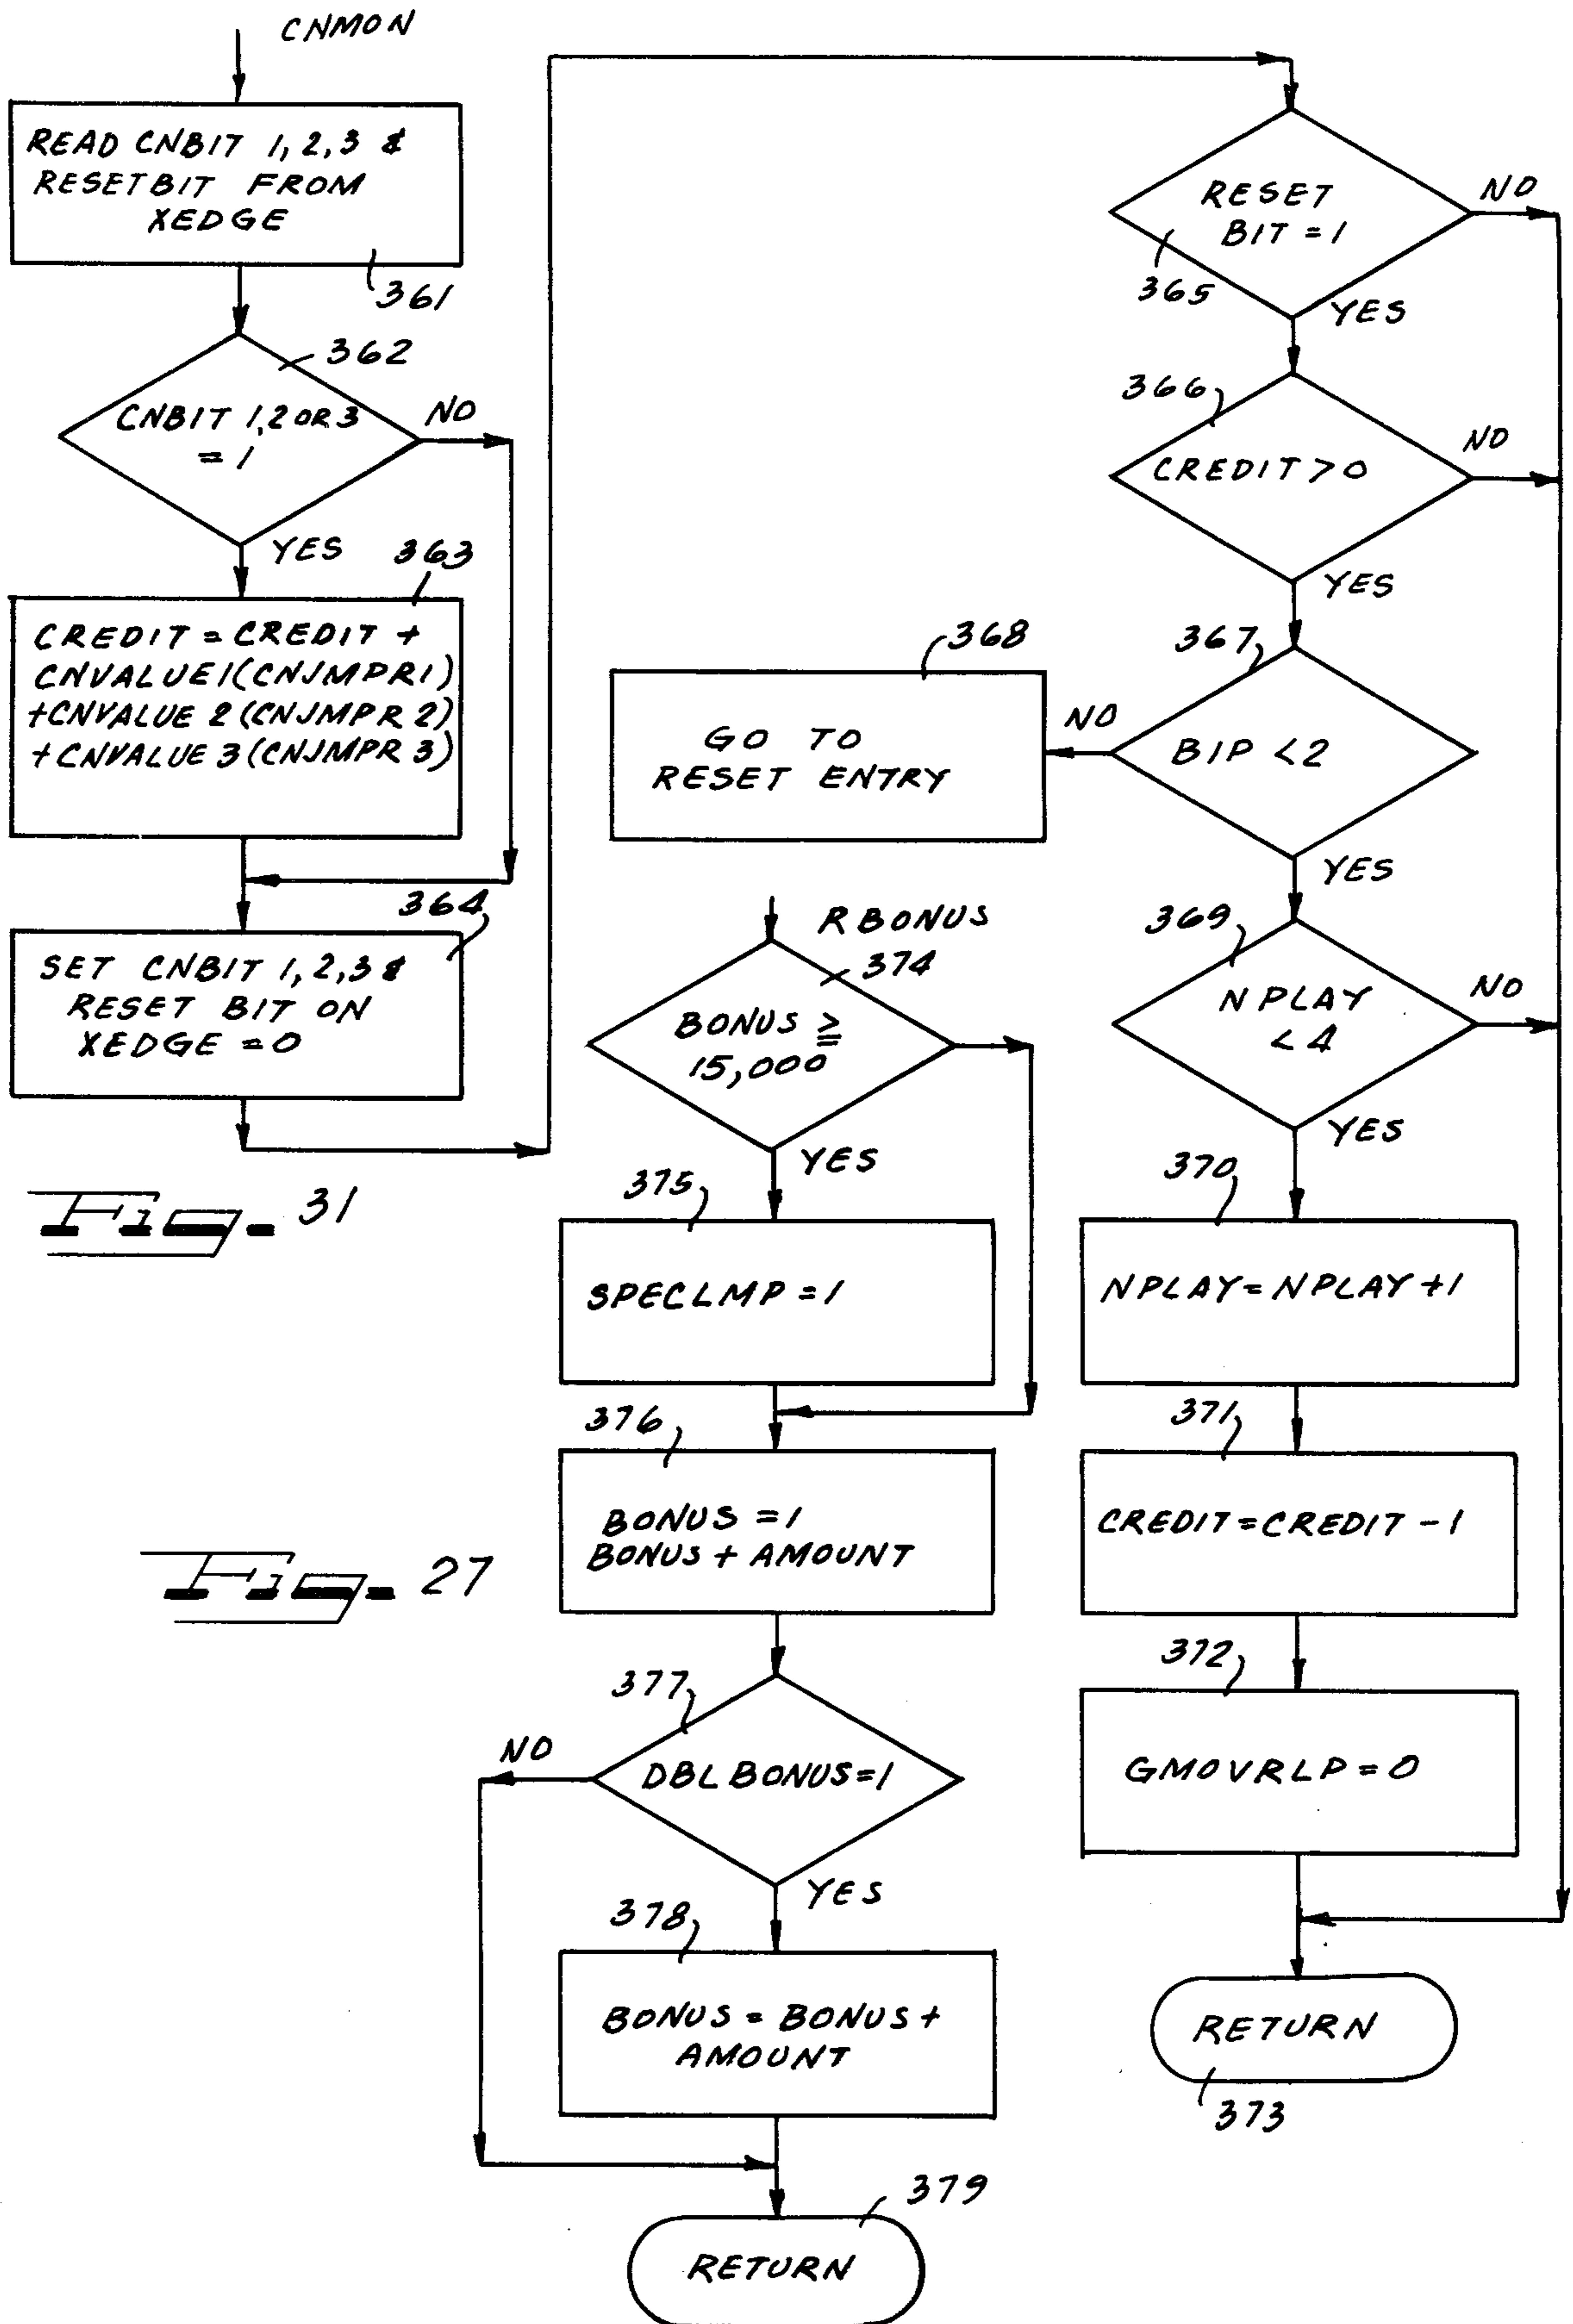 CNMON
READ CNBIT 1, 2, 3 &
RESETBIT FROM
XEDGE
361
362
CNBIT 1,2 OR 3
= 1
NO
YES
363
CREDIT = CREDIT +
CNVALUE1(CNJMPR1)
+CNVALUE 2 (CNJMPR 2)
+CNVALUE 3 (CNJMPR 3)
364
SET CNBIT 1, 2, 3 &
RESET BIT ON
XEDGE = 0
Fig. 31
RESET
BIT = 1
NO
365
YES
366
CREDIT > 0
NO
YES
367
BIP < 2
NO
368
GO TO
RESET ENTRY
YES
369
N PLAY
< 4
NO
YES
370
NPLAY = NPLAY +1
371
CREDIT = CREDIT - 1
372
GMOVRLP = 0
RETURN
373
RBONUS
374
BONUS ≧
15,000
YES
375
SPECLMP = 1
376
BONUS = 1
BONUS + AMOUNT
Fig. 27
377
DBLBONUS = 1
NO
YES
378
BONUS = BONUS +
AMOUNT
379
RETURN